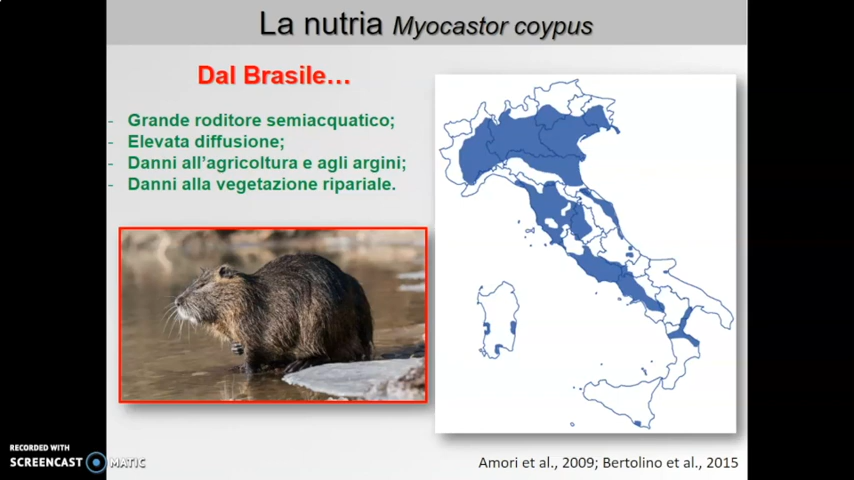 La nutria Myocastor coypus
Dal Brasile…
- Grande roditore semiacquatico;
- Elevata diffusione;
- Danni all'agricoltura e agli argini;
- Danni alla vegetazione ripariale.
Amori et al., 2009; Bertolino et al., 2015
RECORDED WITH
SCREENCAST MATIC